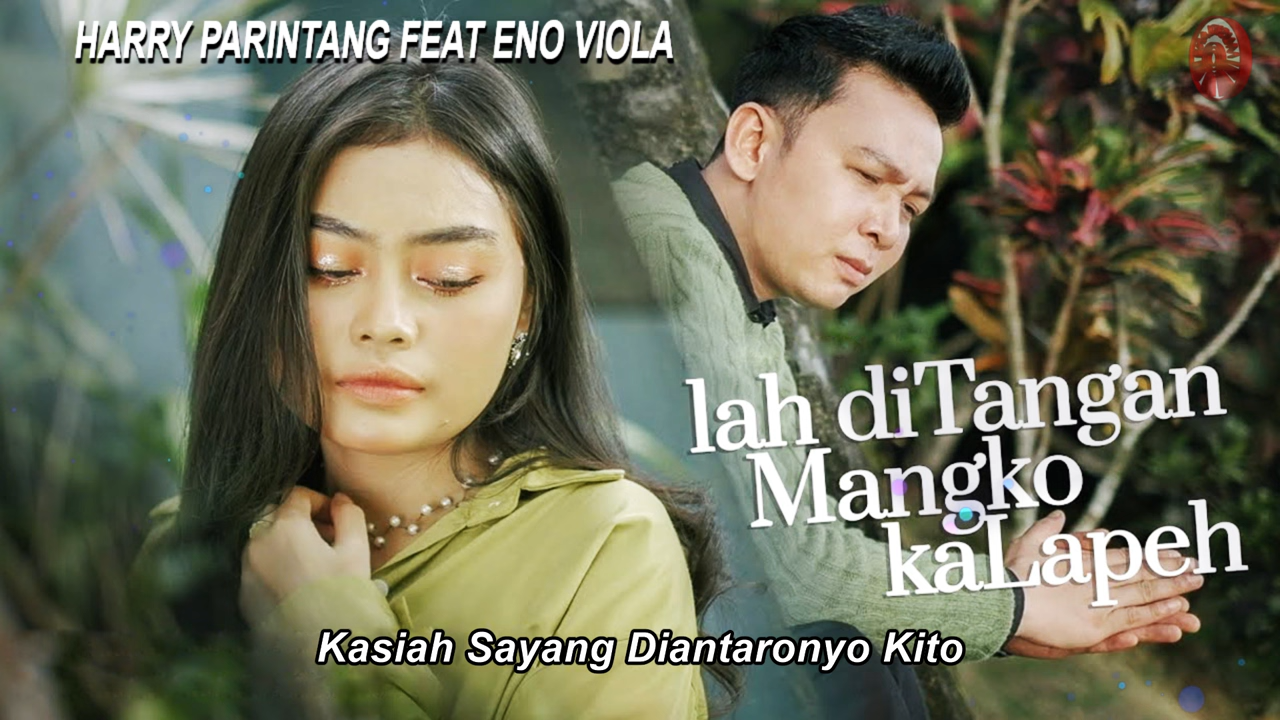 HARRY PARINTANG FEAT ENO VIOLA
lah diTangan
Mangko
kaLapeh
Kasiah Sayang Diantaronyo Kito